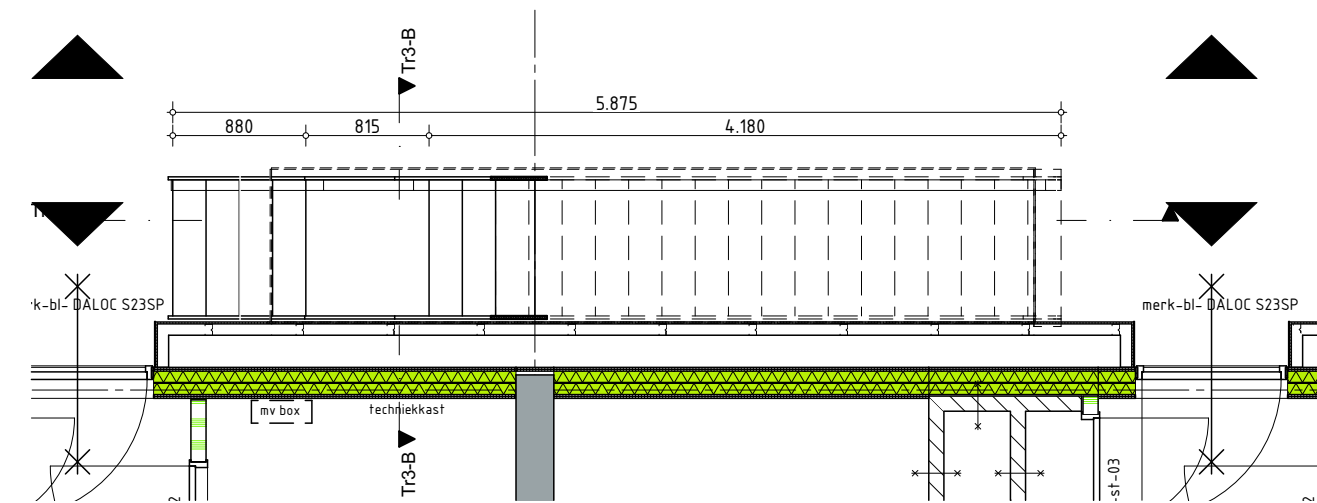 Tr3-B
5.875
880
815
4.180
rk-bl- DALOC S23SP
merk-bl- DALOC S23SP
mv box
techniekkast
Tr3-B
-st-03